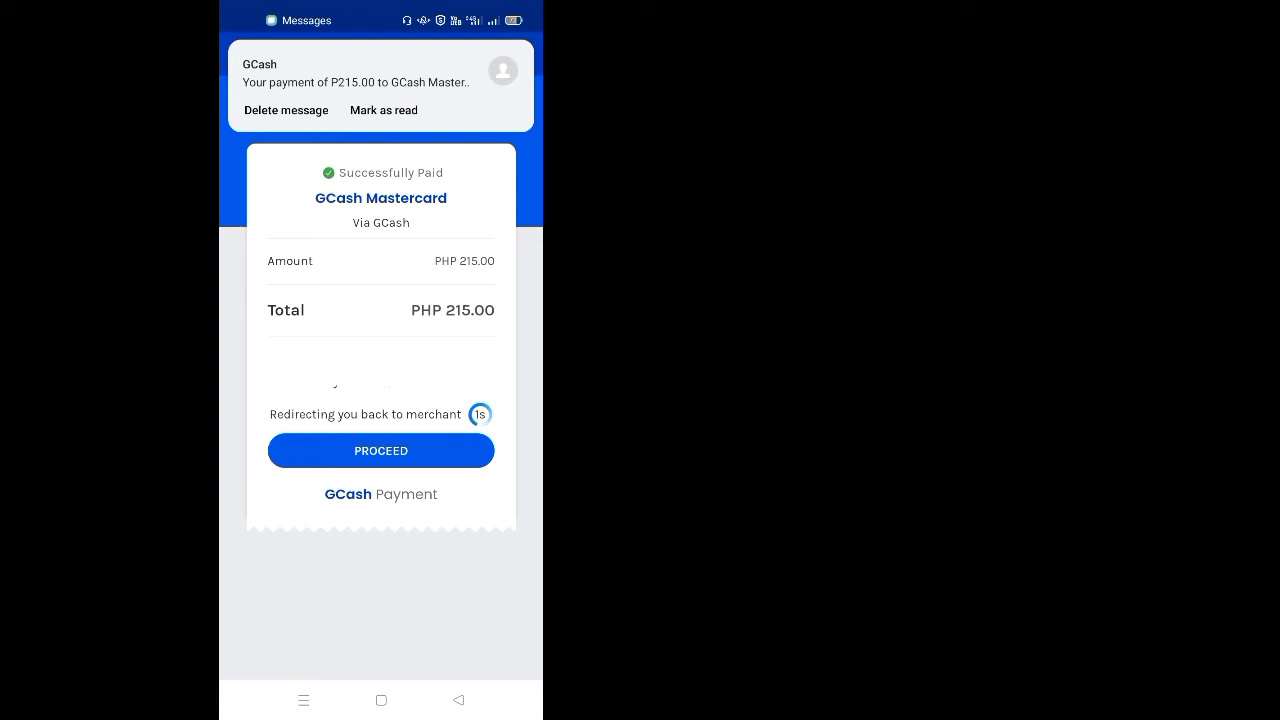 Messages
GCash
Your payment of P215.00 to GCash Master..
Delete message Mark as read
Successfully Paid
GCash Mastercard
Via GCash
Amount PHP 215.00
Total PHP 215.00
Redirecting you back to merchant 1s
PROCEED
GCash Payment